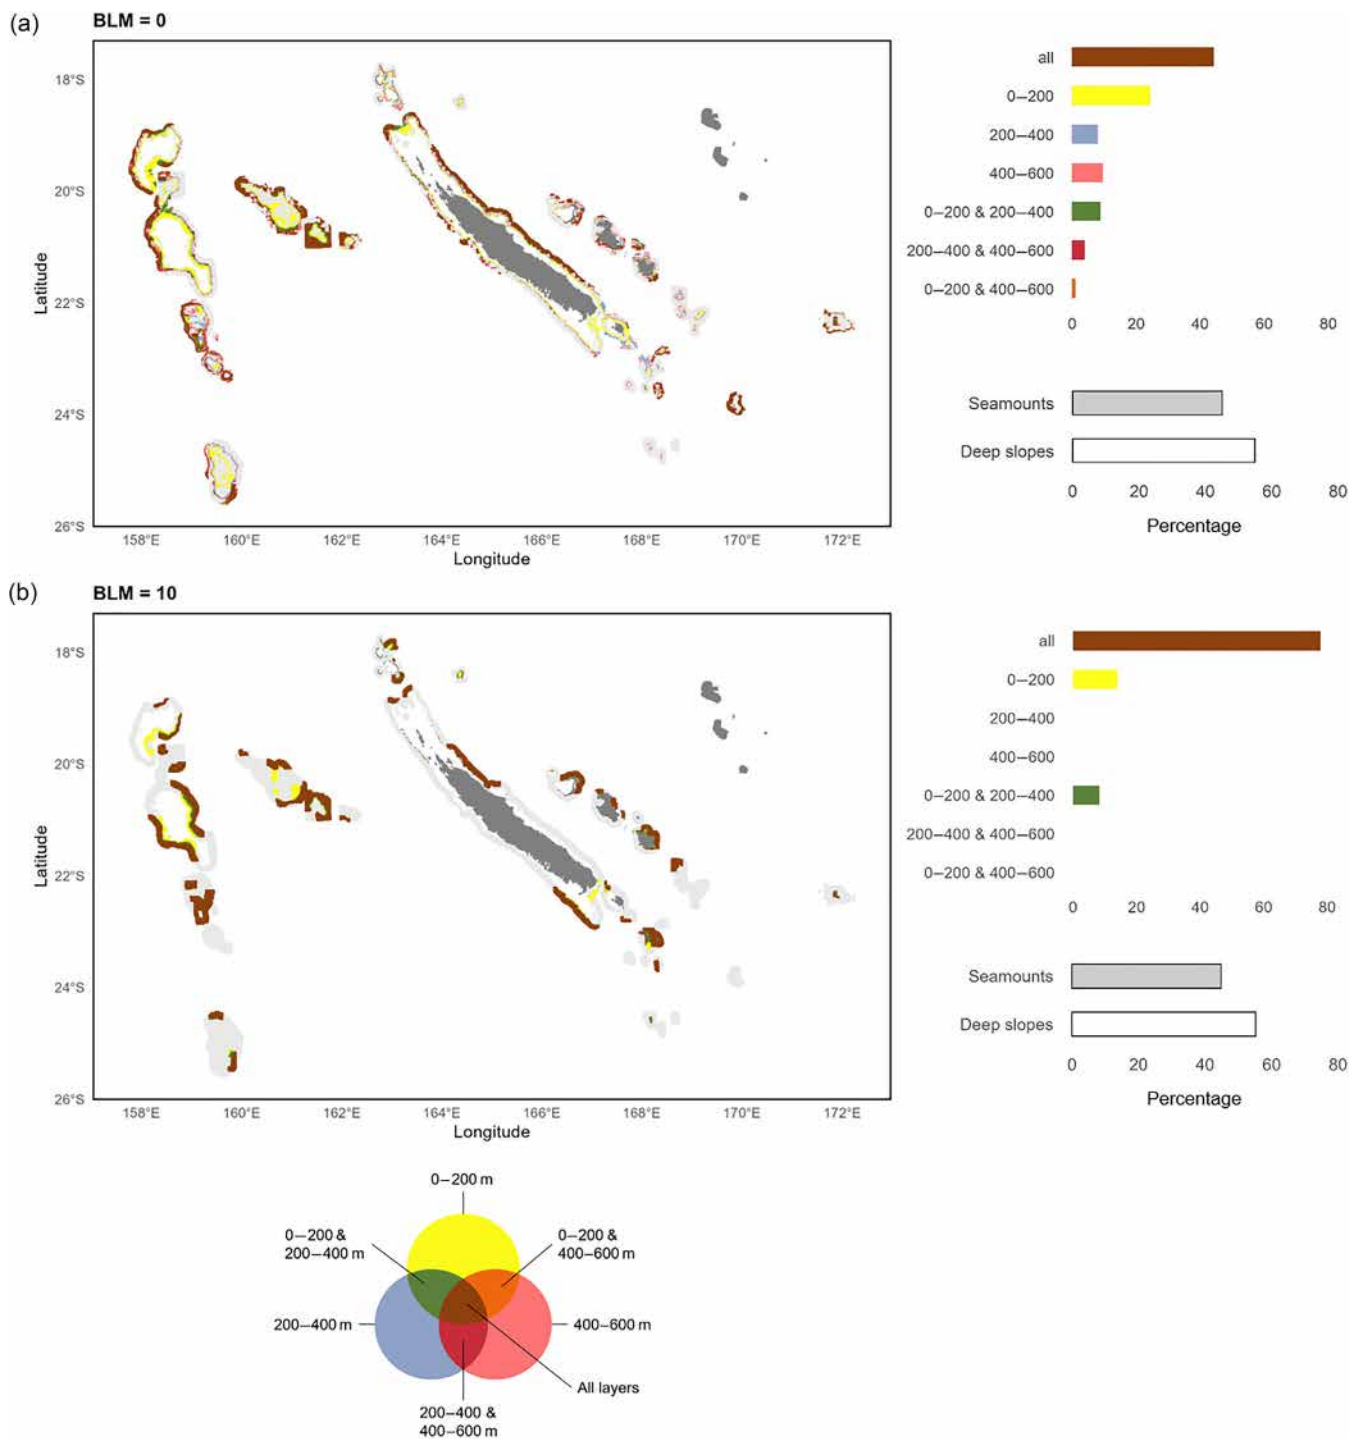 (a)
BLM = 0
18°S
20°S
22°S
24°S
26°S
Latitude
158°E 160°E 162°E 164°E 166°E 168°E 170°E 172°E
Longitude
all
0–200
200–400
400–600
0–200 & 200–400
200–400 & 400–600
0–200 & 400–600
0 20 40 60 80
Seamounts
Deep slopes
0 20 40 60 80
Percentage
(b)
BLM = 10
18°S
20°S
22°S
24°S
26°S
Latitude
158°E 160°E 162°E 164°E 166°E 168°E 170°E 172°E
Longitude
all
0–200
200–400
400–600
0–200 & 200–400
200–400 & 400–600
0–200 & 400–600
0 20 40 60 80
Seamounts
Deep slopes
0 20 40 60 80
Percentage
0–200 m
0–200 &
200–400 m
0–200 &
400–600 m
200–400 m
400–600 m
All layers
200–400 &
400–600 m